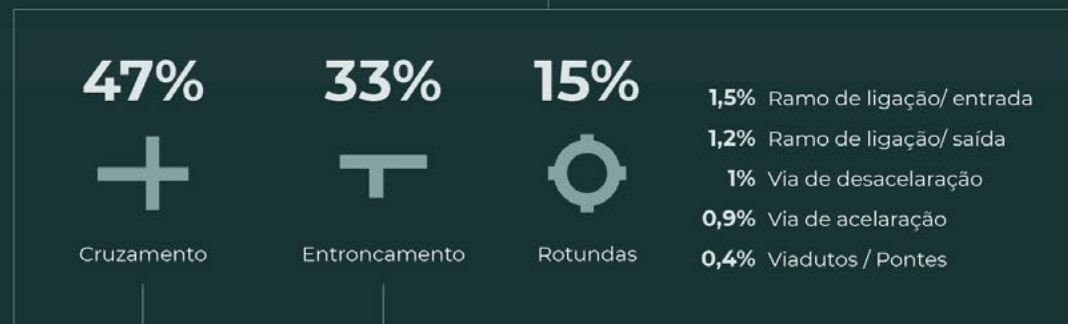 47%
Cruzamento
33%
Entroncamento
15%
Rotundas
1,5% Ramo de ligação/ entrada
1,2% Ramo de ligação/ saída
1% Via de desacelaração
0,9% Via de acelaração
0,4% Viadutos / Pontes